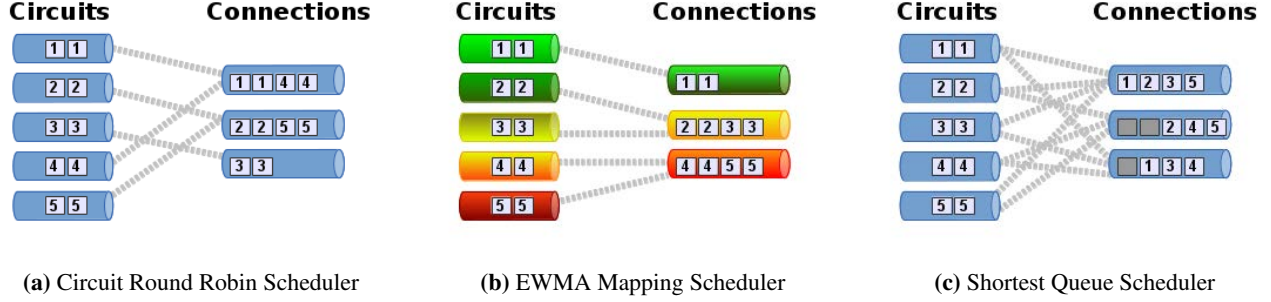 Circuits Connections
1 1
2 2
3 3
4 4
5 5
1 1 4 4
2 2 5 5
3 3
(a) Circuit Round Robin Scheduler
Circuits Connections
1 1
2 2
3 3
4 4
5 5
1 1
2 2 3 3
4 4 5 5
(b) EWMA Mapping Scheduler
Circuits Connections
1 1
2 2
3 3
4 4
5 5
1 2 3 5
2 4 5
1 3 4
(c) Shortest Queue Scheduler